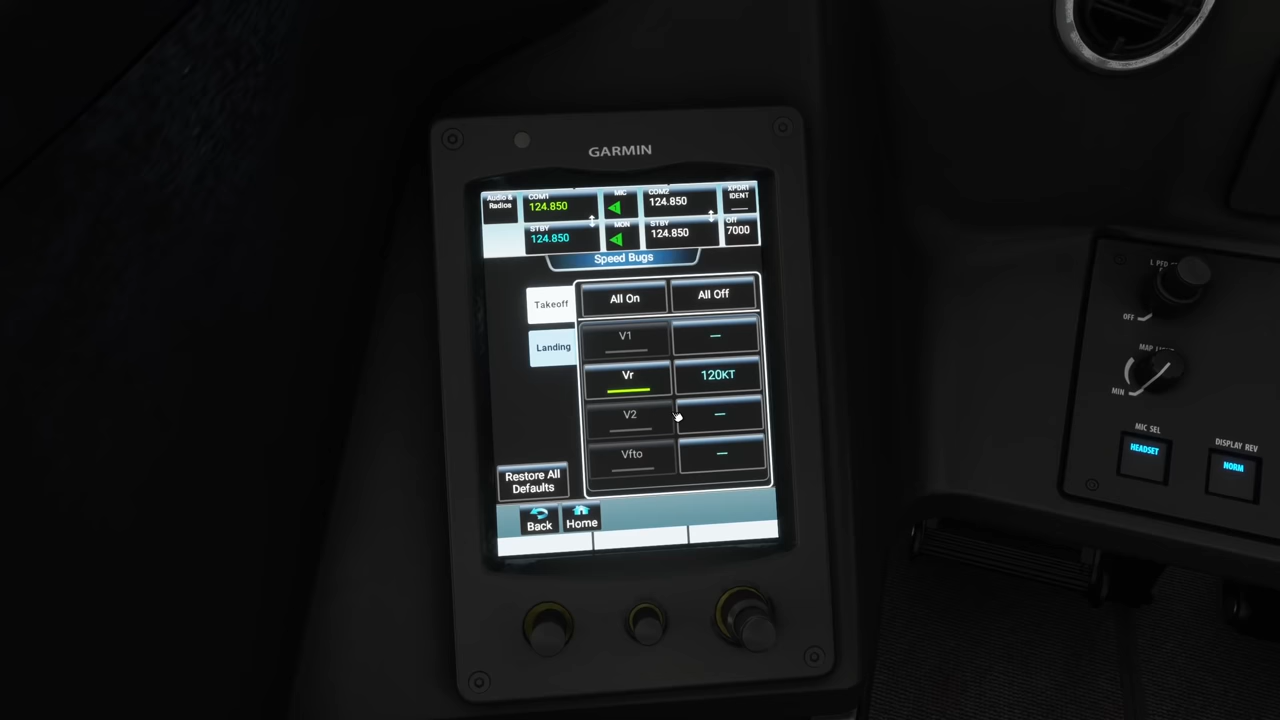 GARMIN
Audio & Radios
COM1
124.850
MIC
COM2
124.850
XPDR1
IDENT
STBY
124.850
MON
STBY
124.850
Off
7000
Speed Bugs
Takeoff
All On
All Off
Landing
V1
—
Vr
120KT
V2
—
Vfto
—
Restore All
Defaults
Back
Home
L PFD
OFF
MAP
MIN
MIC SEL
HEADSET
DISPLAY REV
NORM